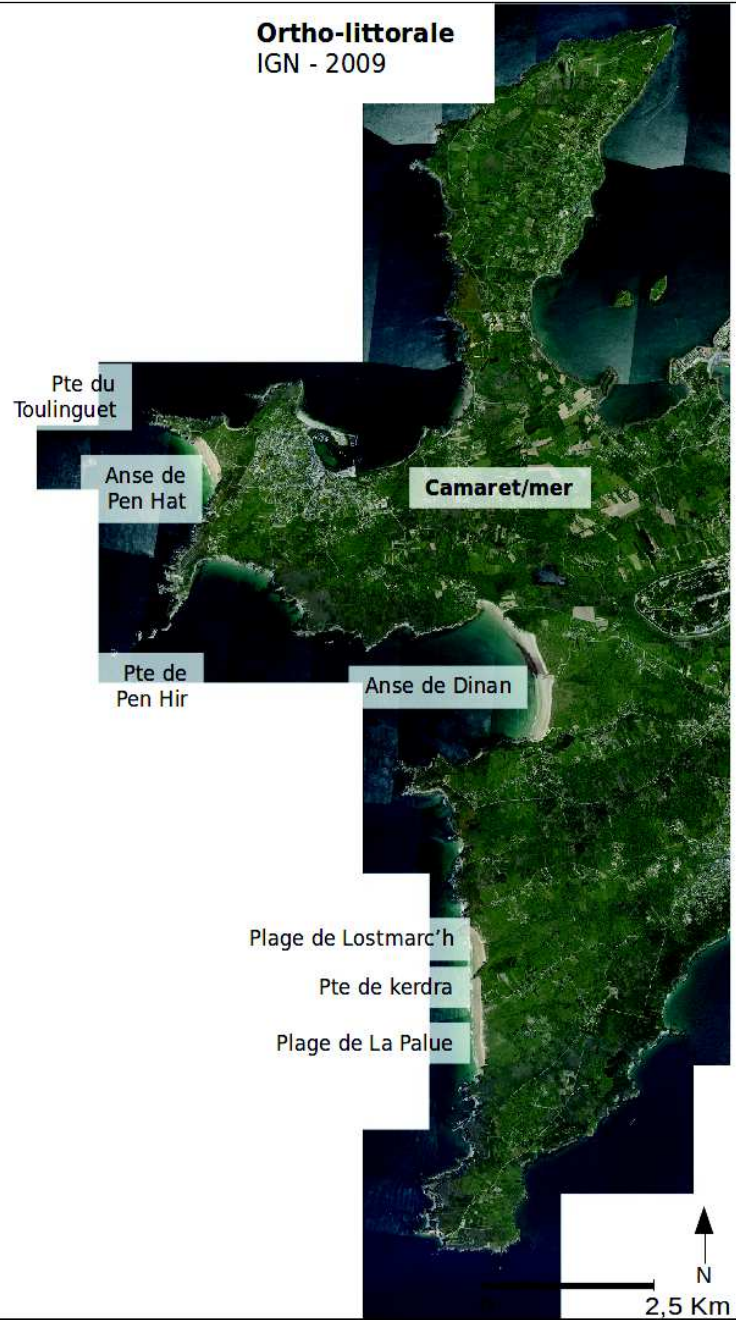 Ortho-littorale
IGN - 2009
Pte du
Toulinguet
Anse de
Pen Hat
Camaret/mer
Pte de
Pen Hir
Anse de Dinan
Plage de Lostmarc'h
Pte de kerdra
Plage de La Palue
N
2,5 Km